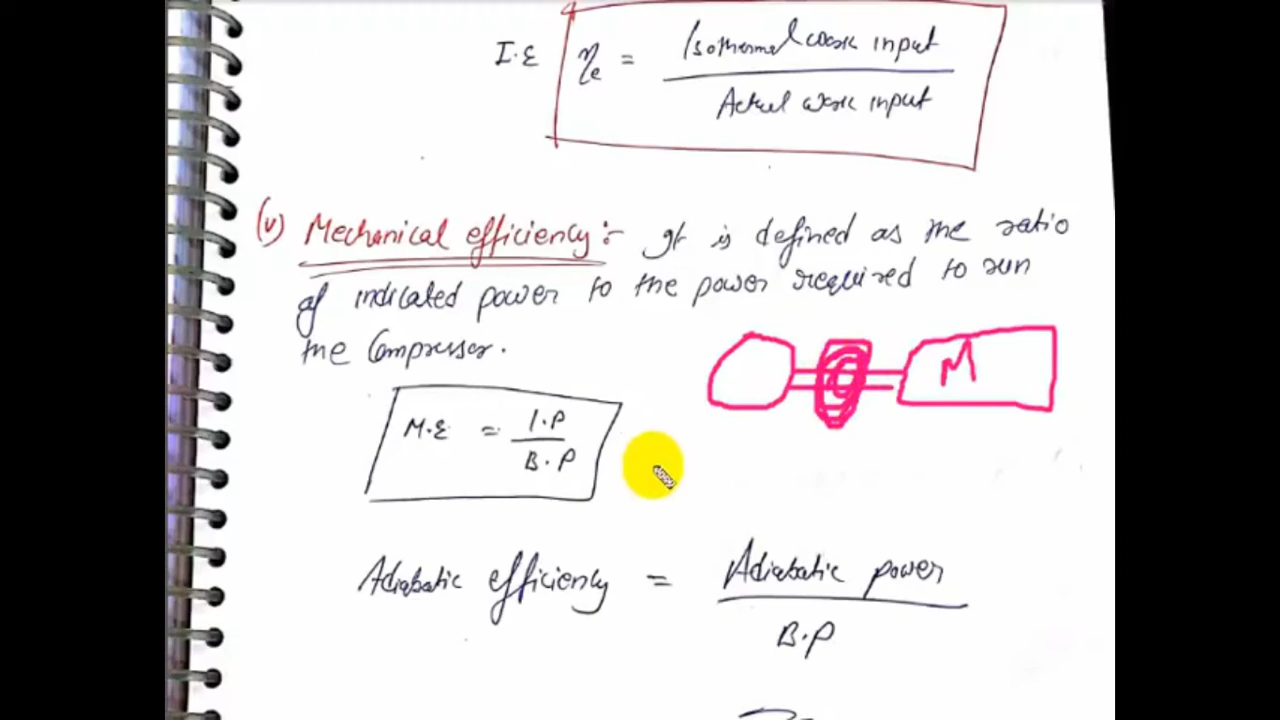 I.E ηe = Isothermal work input
Actual work input
(v) Mechanical efficiency:- It is defined as the ratio
of indicated power to the power required to run
the Compressor.
M
M.E = I.P
B.P
Adiabatic efficiency = Adiabatic power
B.P